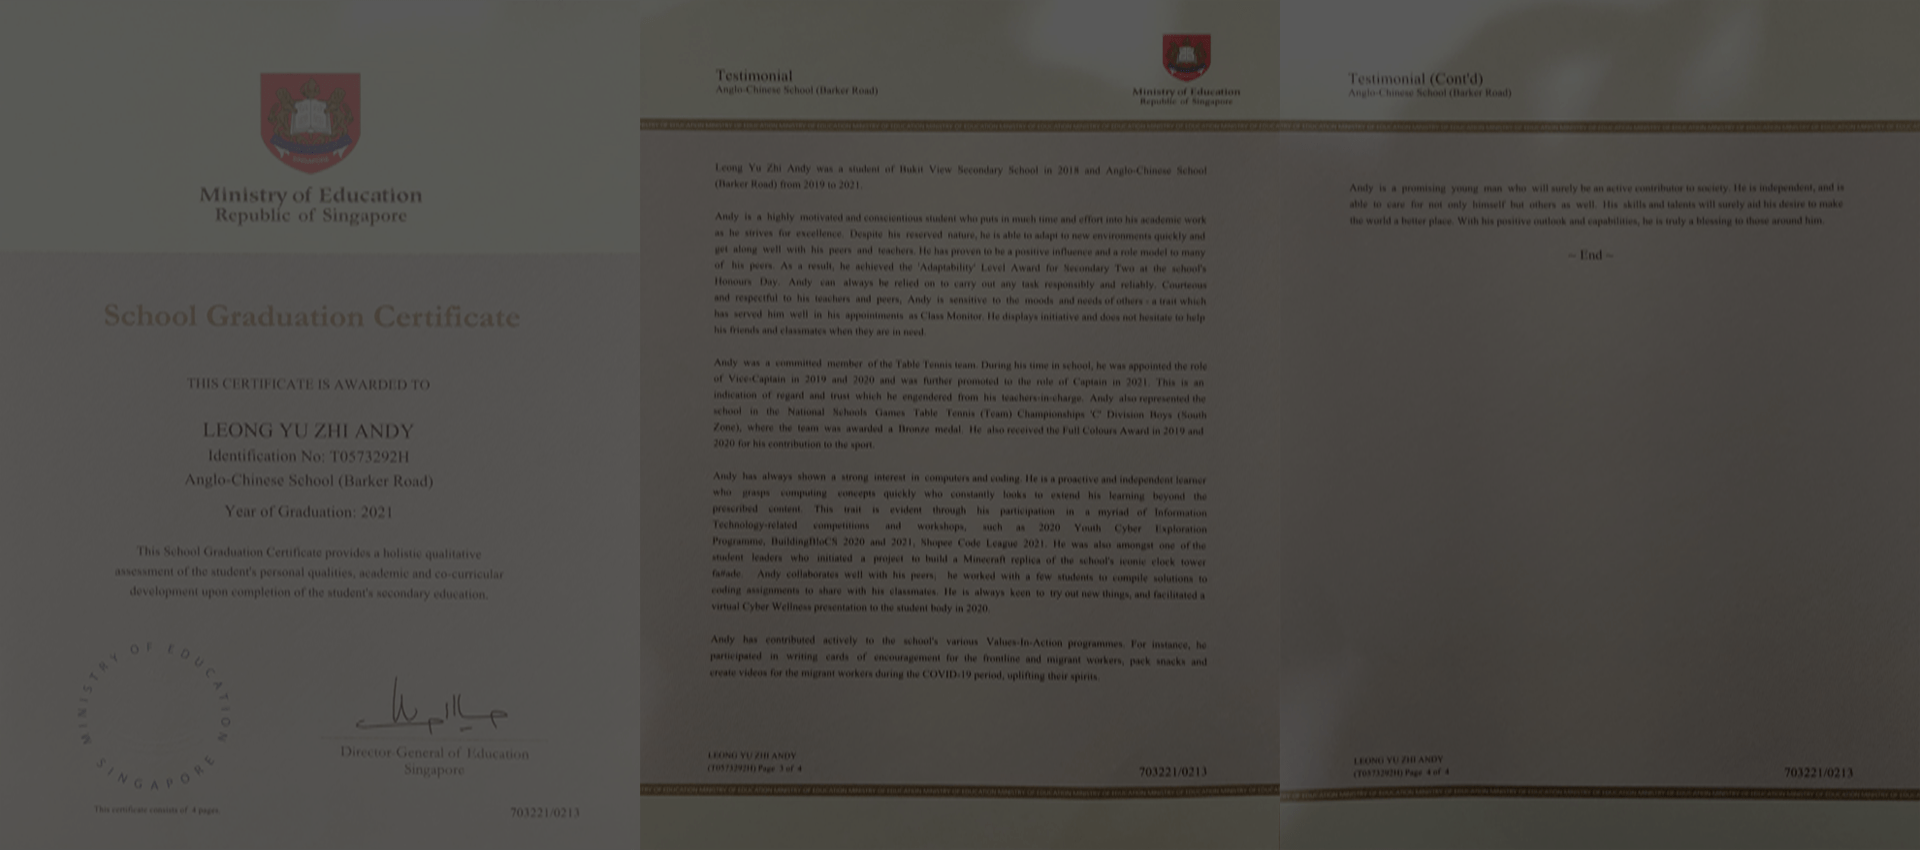 Ministry of Education
Republic of Singapore
School Graduation Certificate
THIS CERTIFICATE IS AWARDED TO
LEONG YU ZHI ANDY
Identification No: T0573292H
Anglo-Chinese School (Barker Road)
Year of Graduation: 2021
This School Graduation Certificate provides a holistic qualitative
assessment of the student's personal qualities, academic and co-curricular
development upon completion of the student's secondary education.
MINISTRY OF EDUCATION
SINGAPORE
Director-General of Education
Singapore
This certificate consists of 4 pages.
703221/0213
Testimonial
Anglo-Chinese School (Barker Road)
Ministry of Education
Republic of Singapore
Leong Yu Zhi Andy was a student of Bukit View Secondary School in 2018 and Anglo-Chinese School
(Barker Road) from 2019 to 2021.
Andy is a highly motivated and conscientious student who puts in much time and effort into his academic work
as he strives for excellence. Despite his reserved nature, he is able to adapt to new environments quickly and
get along well with his peers and teachers. He has proven to be a positive influence and a role model to many
of his peers. As a result, he achieved the 'Adaptability' Level Award for Secondary Two at the school's
Honours Day. Andy can always be relied on to carry out any task responsibly and reliably. Courteous
and respectful to his teachers and peers, Andy is sensitive to the moods and needs of others - a trait which
has served him well in his appointments as Class Monitor. He displays initiative and does not hesitate to help
his friends and classmates when they are in need.
Andy was a committed member of the Table Tennis team. During his time in school, he was appointed the role
of Vice-Captain in 2019 and 2020 and was further promoted to the role of Captain in 2021. This is an
indication of regard and trust which he engendered from his teachers-in-charge. Andy also represented the
school in the National Schools Games Table Tennis (Team) Championships 'C' Division Boys (South
Zone), where the team was awarded a Bronze medal. He also received the Full Colours Award in 2019 and
2020 for his contribution to the sport.
Andy has always shown a strong interest in computers and coding. He is a proactive and independent learner
who grasps computing concepts quickly who constantly looks to extend his learning beyond the
prescribed content. This trait is evident through his participation in a myriad of Information
Technology-related competitions and workshops, such as 2020 Youth Cyber Exploration
Programme, BuildingBloCS 2020 and 2021, Shopee Code League 2021. He was also amongst one of the
student leaders who initiated a project to build a Minecraft replica of the school's iconic clock tower
fa#ade. Andy collaborates well with his peers; he worked with a few students to compile solutions to
coding assignments to share with his classmates. He is always keen to try out new things, and facilitated a
virtual Cyber Wellness presentation to the student body in 2020.
Andy has contributed actively to the school's various Values-In-Action programmes. For instance, he
participated in writing cards of encouragement for the frontline and migrant workers, pack snacks and
create videos for the migrant workers during the COVID-19 period, uplifting their spirits.
LEONG YU ZHI ANDY
(T0573292H) Page 3 of 4
703221/0213
Testimonial (Cont'd)
Anglo-Chinese School (Barker Road)
Andy is a promising young man who will surely be an active contributor to society. He is independent, and is
able to care for not only himself but others as well. His skills and talents will surely aid his desire to make
the world a better place. With his positive outlook and capabilities, he is truly a blessing to those around him.
-- End --
LEONG YU ZHI ANDY
(T0573292H) Page 4 of 4
703221/0213